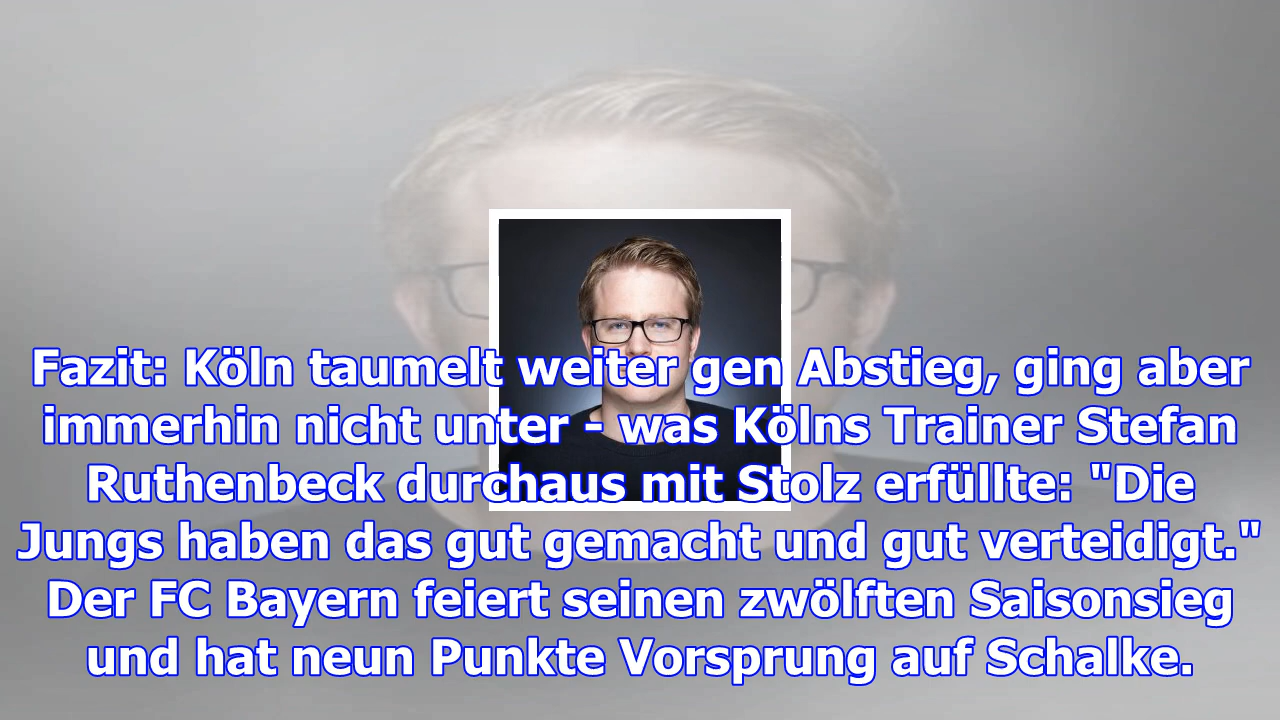 Fazit: Köln taumelt weiter gen Abstieg, ging aber
immerhin nicht unter - was Kölns Trainer Stefan
Ruthenbeck durchaus mit Stolz erfüllte: "Die
Jungs haben das gut gemacht und gut verteidigt."
Der FC Bayern feiert seinen zwölften Saisonsieg
und hat neun Punkte Vorsprung auf Schalke.